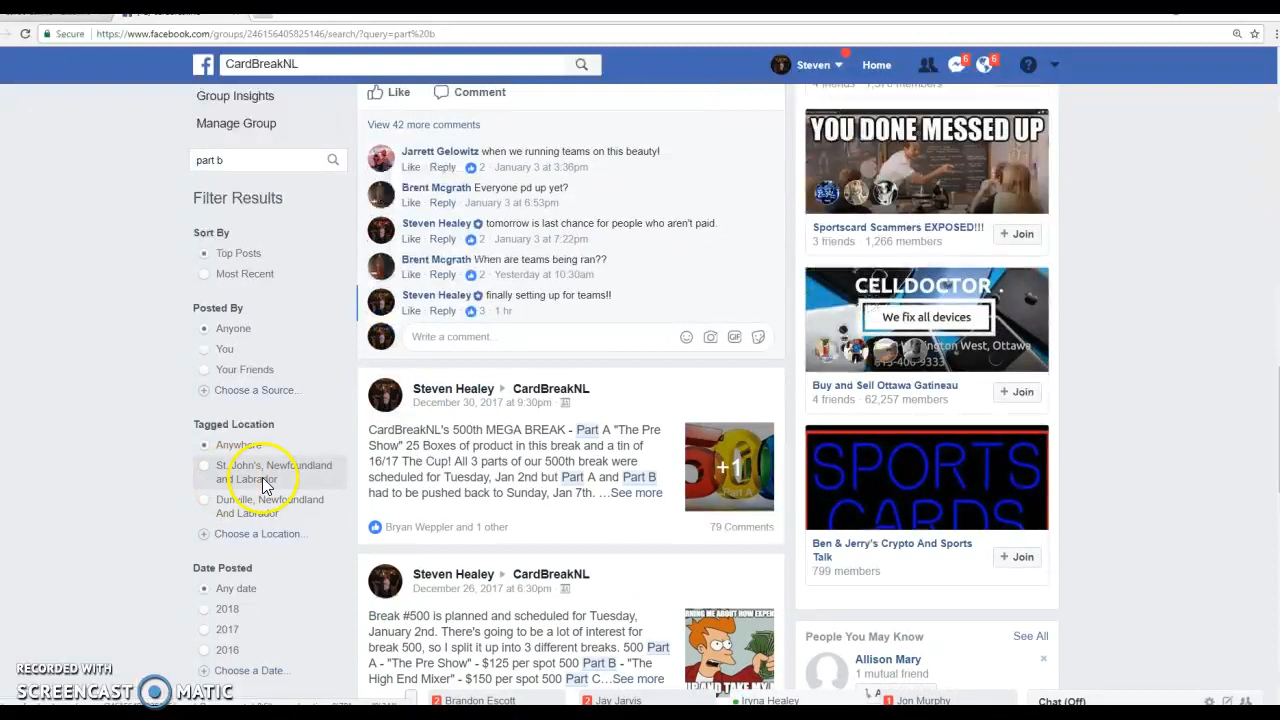 Secure
https://www.facebook.com/groups/246156405825146/search/?query=part%20b
CardBreakNL
Steven
Home
6
6
Group Insights
Manage Group
part b
Filter Results
Sort By
Top Posts
Most Recent
Posted By
Anyone
You
Your Friends
Choose a Source...
Tagged Location
Anywhere
St. John's, Newfoundland
and Labrador
Dunville, Newfoundland
And Labrador
Choose a Location...
Date Posted
Any date
2018
2017
2016
Choose a Date...
Like Comment
View 42 more comments
Jarrett Gelowitz when we running teams on this beauty!
Like · Reply · 2 · January 3 at 3:36pm
Brent Mcgrath Everyone pd up yet?
Like · Reply · January 3 at 6:53pm
Steven Healey tomorrow is last chance for people who aren't paid.
Like · Reply · 2 · January 3 at 7:22pm
Brent Mcgrath When are teams being ran??
Like · Reply · Yesterday at 10:30am
Steven Healey finally setting up for teams!!
Like · Reply · 3 · 1 hr
Write a comment...
GIF
Steven Healey CardBreakNL
December 30, 2017 at 9:30pm ·
CardBreakNL's 500th MEGA BREAK - Part A "The Pre
Show" 25 Boxes of product in this break and a tin of
16/17 The Cup! All 3 parts of our 500th break were
scheduled for Tuesday, Jan 2nd but Part A and Part B
had to be pushed back to Sunday, Jan 7th. ...See more
+1
Part A
Bryan Weppler and 1 other
79 Comments
Steven Healey CardBreakNL
December 26, 2017 at 6:30pm ·
Break #500 is planned and scheduled for Tuesday,
January 2nd. There's going to be a lot of interest for
break 500, so I split it up into 3 different breaks. 500 Part
A - "The Pre Show" - $125 per spot 500 Part B - "The
High End Mixer" - $150 per spot 500 Part C...See more
YOU DONE MESSED UP
Sportscard Scammers EXPOSED!!!
3 friends · 1,266 members
+ Join
CELLDOCTOR .
We fix all devices
ington West, Ottawa
Buy and Sell Ottawa Gatineau
4 friends · 62,257 members
+ Join
SPORTS
CARDS
Ben & Jerry's Crypto And Sports
Talk
799 members
+ Join
People You May Know
See All
Allison Mary
1 mutual friend
RECORDED WITH
SCREENCAST MATIC
2 Brandon Escott
2 Jay Jarvis
Iryna Healey
1 Jon Murphy
Chat (Off)